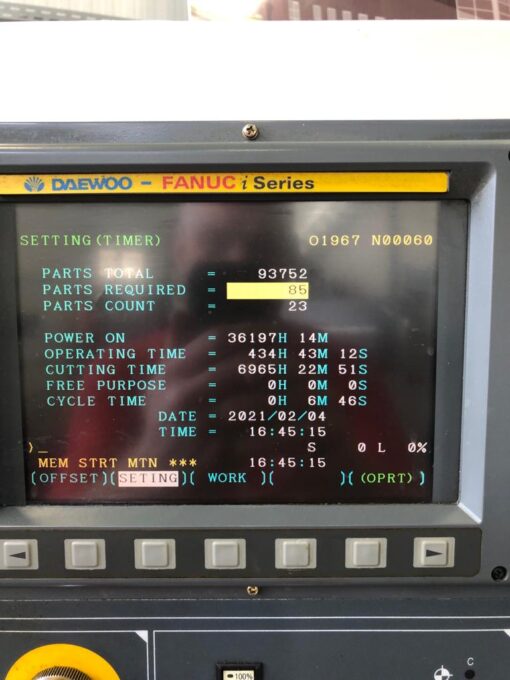 DAEWOO - FANUC i Series
SETTING(TIMER) O1967 N00060
PARTS TOTAL = 93752
PARTS REQUIRED = 85
PARTS COUNT = 23
POWER ON = 36197H 14M
OPERATING TIME = 434H 43M 12S
CUTTING TIME = 6965H 22M 51S
FREE PURPOSE = 0H 0M 0S
CYCLE TIME = 0H 6M 46S
DATE = 2021/02/04
TIME = 16:45:15
)_ S 0 L 0%
MEM STRT MTN *** 16:45:15
(OFFSET)(SETING)( WORK )( )( (OPRT) )
100%
C